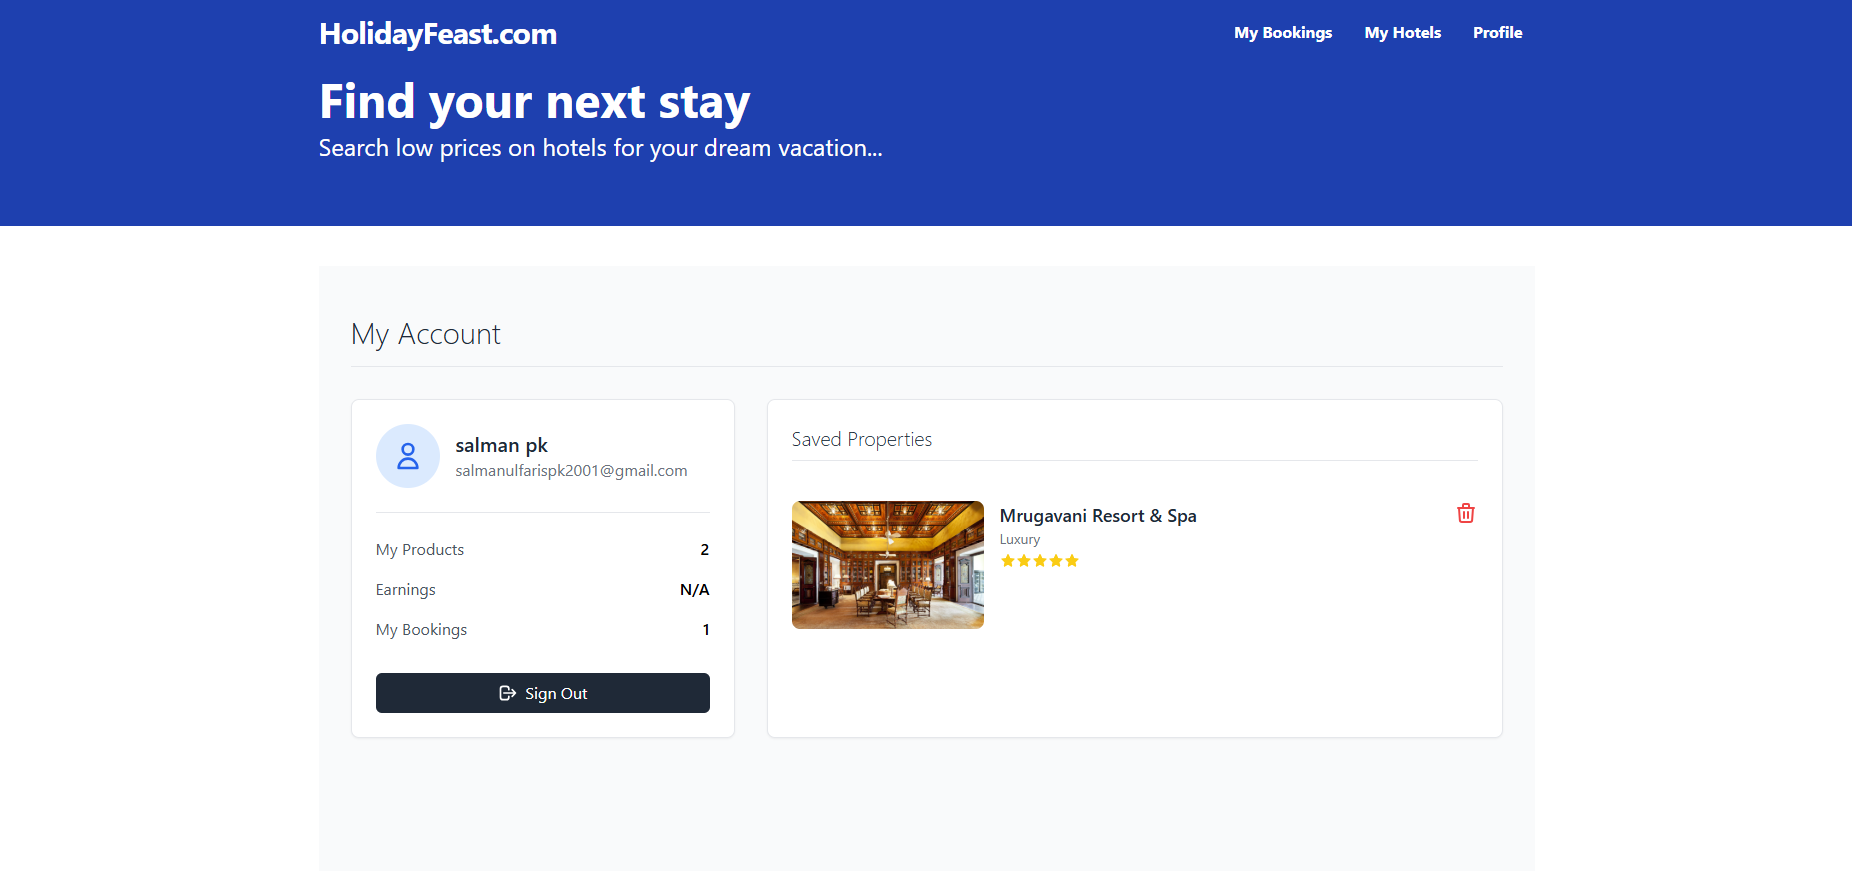 HolidayFeast.com
My Bookings
My Hotels
Profile
Find your next stay
Search low prices on hotels for your dream vacation...
My Account
salman pk
salmanulfarispk2001@gmail.com
My Products 2
Earnings N/A
My Bookings 1
Sign Out
Saved Properties
Mrugavani Resort & Spa
Luxury